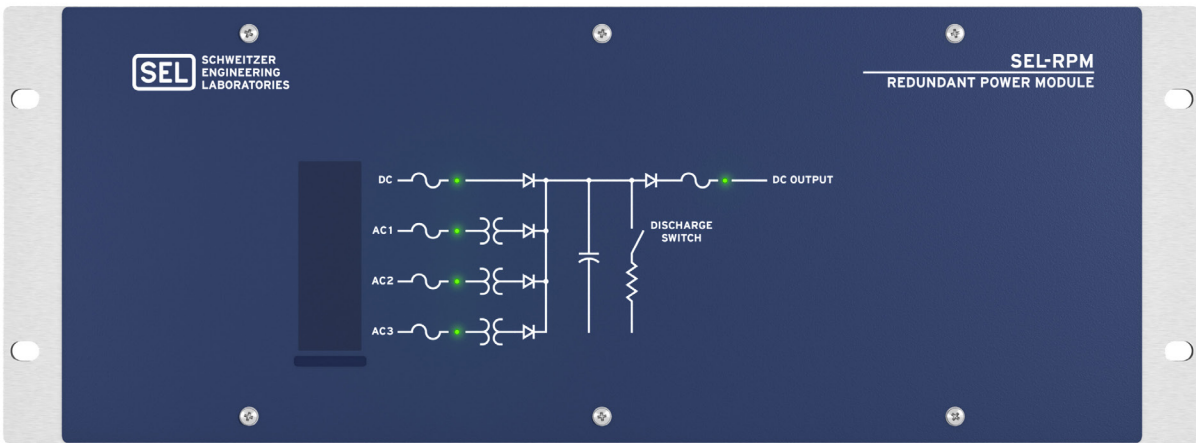 SEL
SCHWEITZER
ENGINEERING
LABORATORIES
SEL-RPM
REDUNDANT POWER MODULE
DC
DC OUTPUT
AC1
DISCHARGE
SWITCH
AC2
AC3